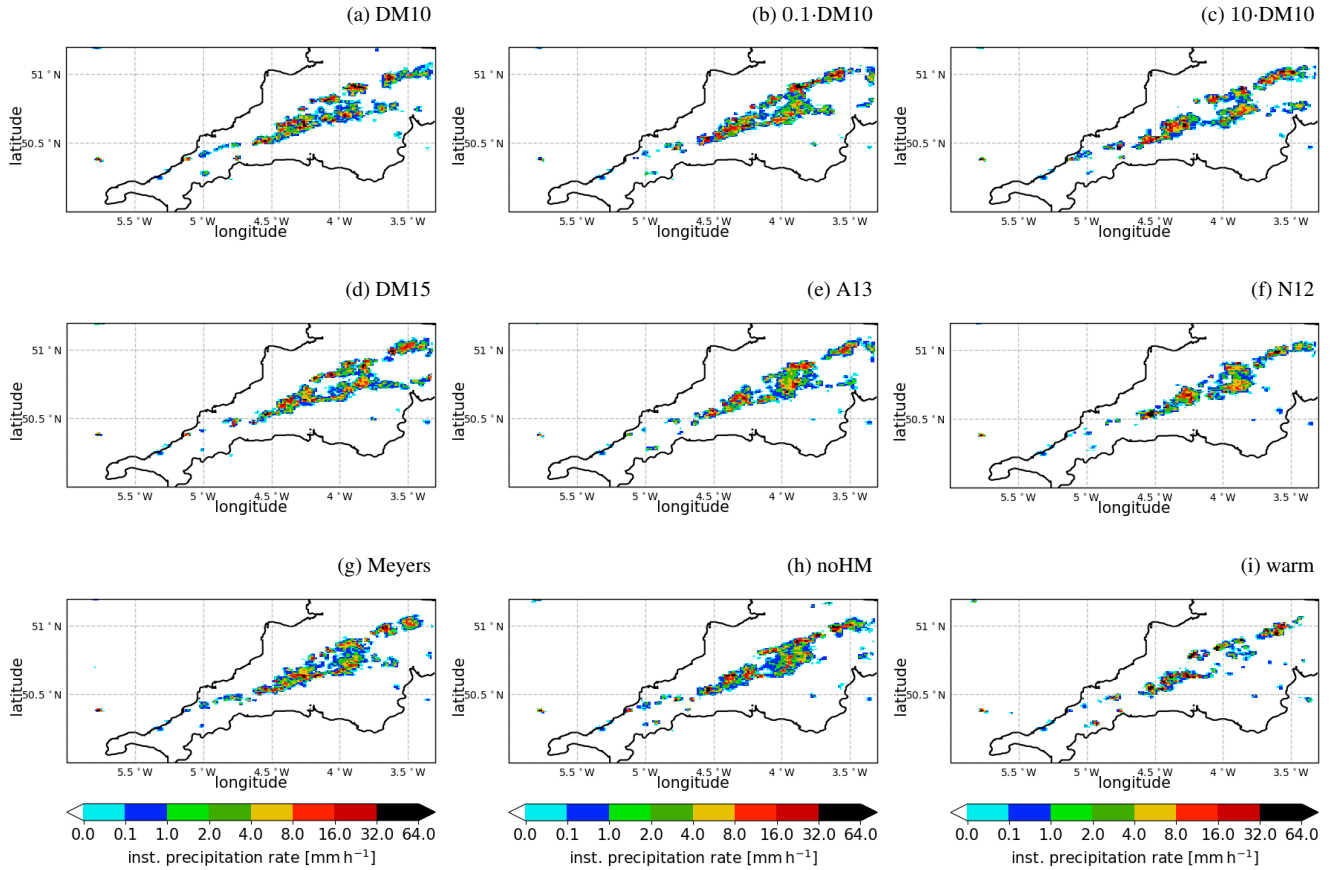 (a) DM10
(b) 0.1·DM10
(c) 10·DM10
51°N
50.5°N
latitude
5.5°W 5°W 4.5°W 4°W 3.5°W
longitude
51°N
50.5°N
latitude
5.5°W 5°W 4.5°W 4°W 3.5°W
longitude
51°N
50.5°N
latitude
5.5°W 5°W 4.5°W 4°W 3.5°W
longitude
(d) DM15
(e) A13
(f) N12
51°N
50.5°N
latitude
5.5°W 5°W 4.5°W 4°W 3.5°W
longitude
51°N
50.5°N
latitude
5.5°W 5°W 4.5°W 4°W 3.5°W
longitude
51°N
50.5°N
latitude
5.5°W 5°W 4.5°W 4°W 3.5°W
longitude
(g) Meyers
(h) noHM
(i) warm
51°N
50.5°N
latitude
5.5°W 5°W 4.5°W 4°W 3.5°W
longitude
51°N
50.5°N
latitude
5.5°W 5°W 4.5°W 4°W 3.5°W
longitude
51°N
50.5°N
latitude
5.5°W 5°W 4.5°W 4°W 3.5°W
longitude
0.0 0.1 1.0 2.0 4.0 8.0 16.0 32.0 64.0
inst. precipitation rate [mm h⁻¹]
0.0 0.1 1.0 2.0 4.0 8.0 16.0 32.0 64.0
inst. precipitation rate [mm h⁻¹]
0.0 0.1 1.0 2.0 4.0 8.0 16.0 32.0 64.0
inst. precipitation rate [mm h⁻¹]